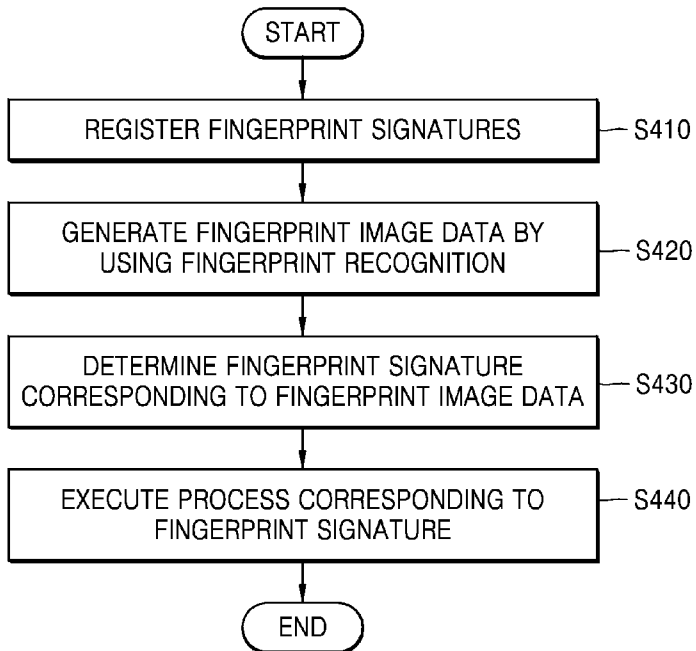 START
REGISTER FINGERPRINT SIGNATURES
S410
GENERATE FINGERPRINT IMAGE DATA BY
USING FINGERPRINT RECOGNITION
S420
DETERMINE FINGERPRINT SIGNATURE
CORRESPONDING TO FINGERPRINT IMAGE DATA
S430
EXECUTE PROCESS CORRESPONDING TO
FINGERPRINT SIGNATURE
S440
END